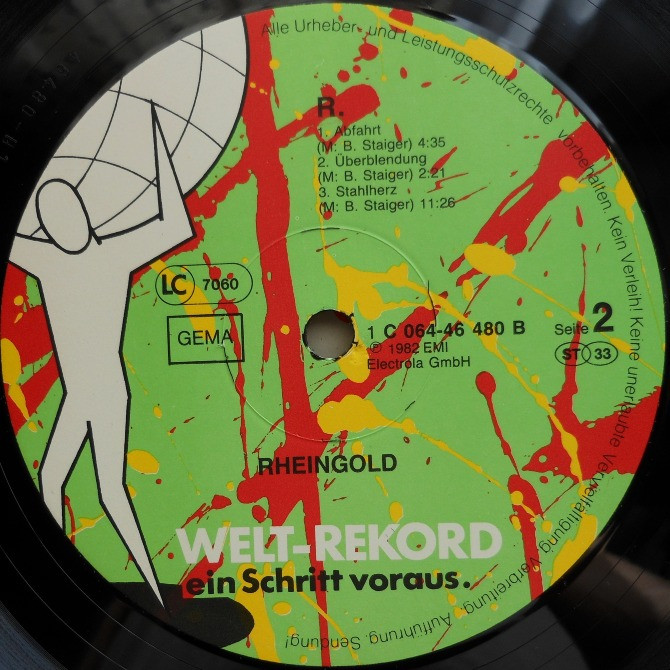 Alle Urheber- und Leistungsschutzrechte vorbehalten. Kein Verleih! Keine unerlaubte Vervielfältigung, Verbreitung, Aufführung, Sendung!
R.
1. Abfahrt
(M: B. Staiger) 4:35
2. Überblendung
(M: B. Staiger) 2:21
3. Stahlherz
(M: B. Staiger) 11:26
LC 7060
GEMA
1 C 064-46 480 B
℗ 1982 EMI
Electrola GmbH
Seite 2
ST 33
RHEINGOLD
WELT-REKORD
ein Schritt voraus.